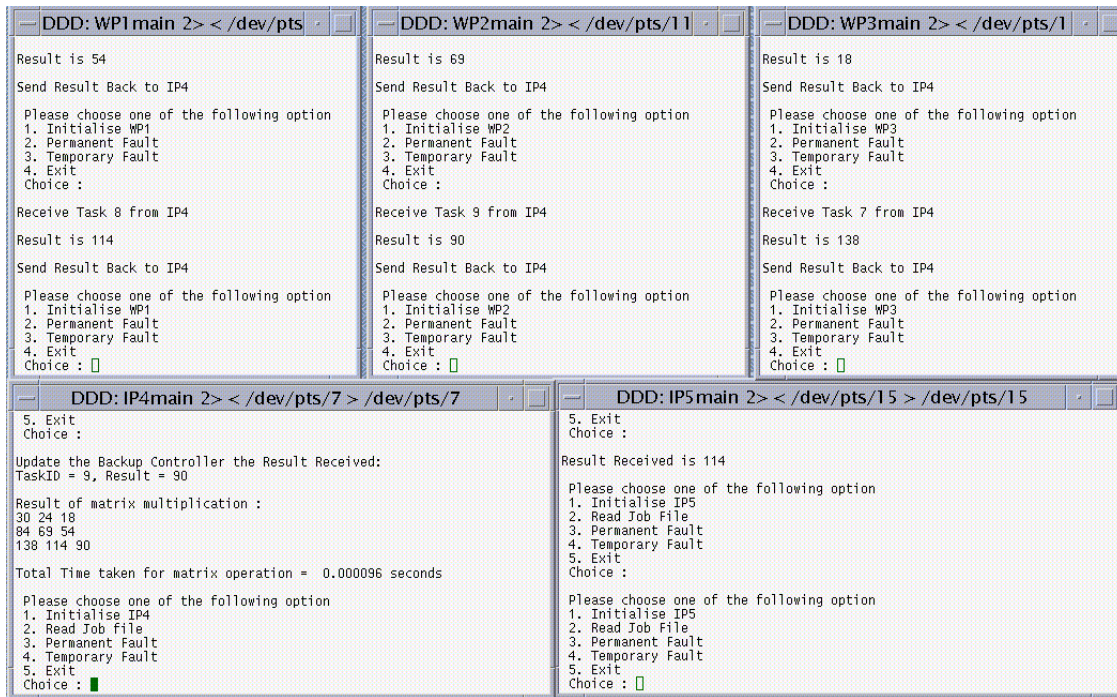 DDD: WP1main 2> < /dev/pts
Result is 54
Send Result Back to IP4
Please choose one of the following option
1. Initialise WP1
2. Permanent Fault
3. Temporary Fault
4. Exit
Choice :
Receive Task 8 from IP4
Result is 114
Send Result Back to IP4
Please choose one of the following option
1. Initialise WP1
2. Permanent Fault
3. Temporary Fault
4. Exit
Choice :
DDD: WP2main 2> < /dev/pts/11
Result is 69
Send Result Back to IP4
Please choose one of the following option
1. Initialise WP2
2. Permanent Fault
3. Temporary Fault
4. Exit
Choice :
Receive Task 9 from IP4
Result is 90
Send Result Back to IP4
Please choose one of the following option
1. Initialise WP2
2. Permanent Fault
3. Temporary Fault
4. Exit
Choice :
DDD: WP3main 2> < /dev/pts/1
Result is 18
Send Result Back to IP4
Please choose one of the following option
1. Initialise WP3
2. Permanent Fault
3. Temporary Fault
4. Exit
Choice :
Receive Task 7 from IP4
Result is 138
Send Result Back to IP4
Please choose one of the following option
1. Initialise WP3
2. Permanent Fault
3. Temporary Fault
4. Exit
Choice :
DDD: IP4main 2> < /dev/pts/7 > /dev/pts/7
5. Exit
Choice :
Update the Backup Controller the Result Received:
TaskID = 9, Result = 90
Result of matrix multiplication :
30 24 18
84 69 54
138 114 90
Total Time taken for matrix operation =  0.000096 seconds
Please choose one of the following option
1. Initialise IP4
2. Read Job file
3. Permanent Fault
4. Temporary Fault
5. Exit
Choice :
DDD: IP5main 2> < /dev/pts/15 > /dev/pts/15
5. Exit
Choice :
Result Received is 114
Please choose one of the following option
1. Initialise IP5
2. Read Job File
3. Permanent Fault
4. Temporary Fault
5. Exit
Choice :
Please choose one of the following option
1. Initialise IP5
2. Read Job File
3. Permanent Fault
4. Temporary Fault
5. Exit
Choice :